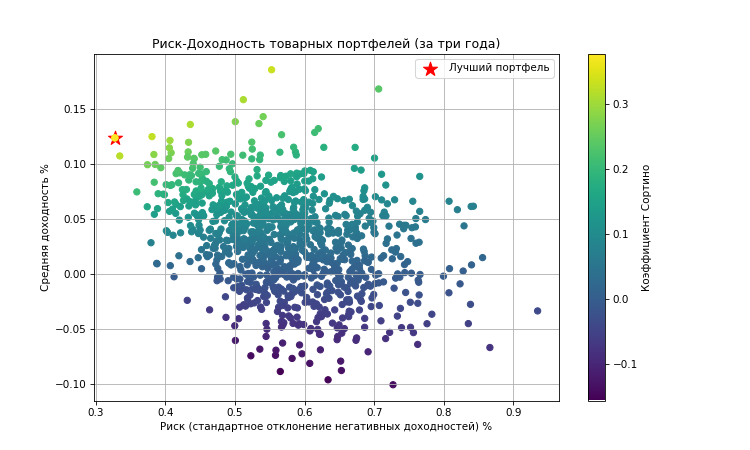 Риск-Доходность товарных портфелей (за три года)
Лучший портфель
Средняя доходность %
0.15
0.10
0.05
0.00
−0.05
−0.10
0.3 0.4 0.5 0.6 0.7 0.8 0.9
Риск (стандартное отклонение негативных доходностей) %
0.3
0.2
0.1
0.0
−0.1
Коэффициент Сортино